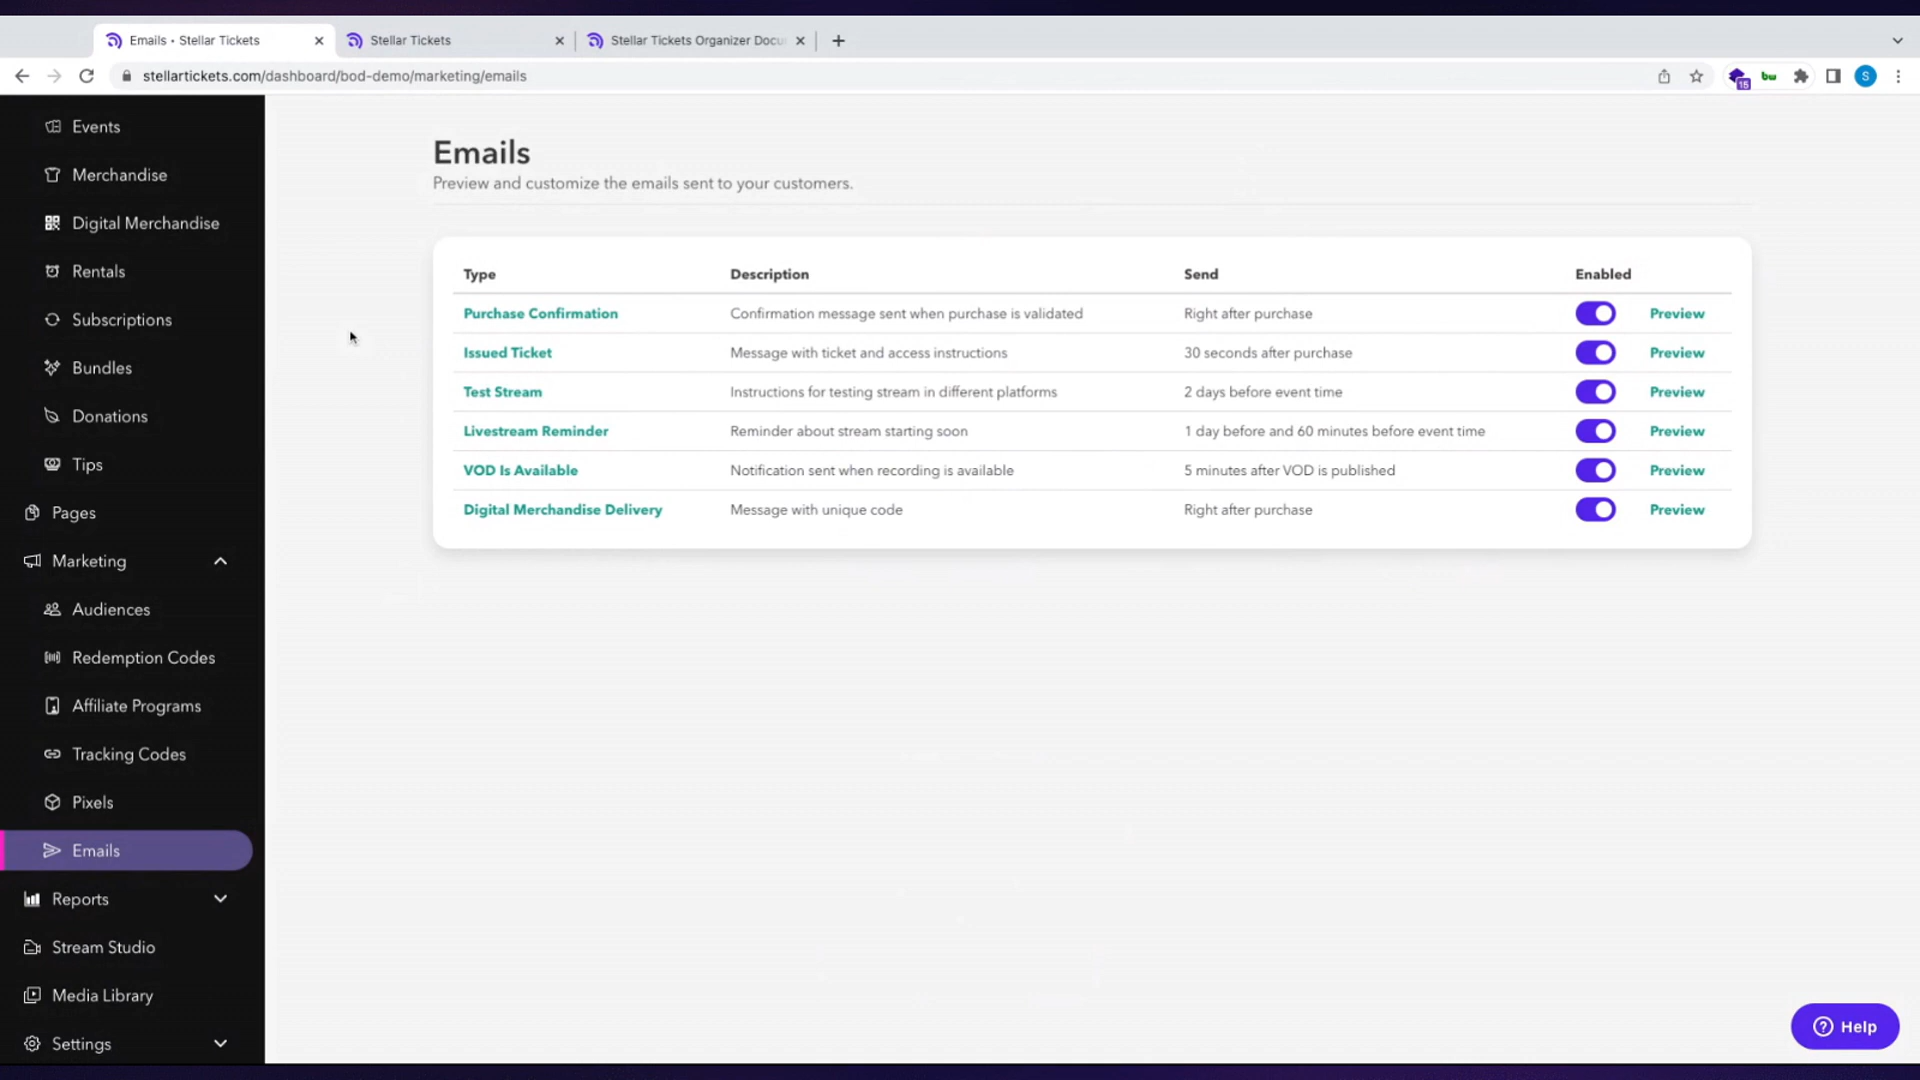 Emails • Stellar Tickets
Stellar Tickets
Stellar Tickets Organizer Docu
stellartickets.com/dashboard/bod-demo/marketing/emails
15
bw
S
Events
Merchandise
Digital Merchandise
Rentals
Subscriptions
Bundles
Donations
Tips
Pages
Marketing
Audiences
Redemption Codes
Affiliate Programs
Tracking Codes
Pixels
Emails
Reports
Stream Studio
Media Library
Settings
Emails
Preview and customize the emails sent to your customers.
Type Description Send Enabled
Purchase Confirmation Confirmation message sent when purchase is validated Right after purchase Preview
Issued Ticket Message with ticket and access instructions 30 seconds after purchase Preview
Test Stream Instructions for testing stream in different platforms 2 days before event time Preview
Livestream Reminder Reminder about stream starting soon 1 day before and 60 minutes before event time Preview
VOD Is Available Notification sent when recording is available 5 minutes after VOD is published Preview
Digital Merchandise Delivery Message with unique code Right after purchase Preview
Help